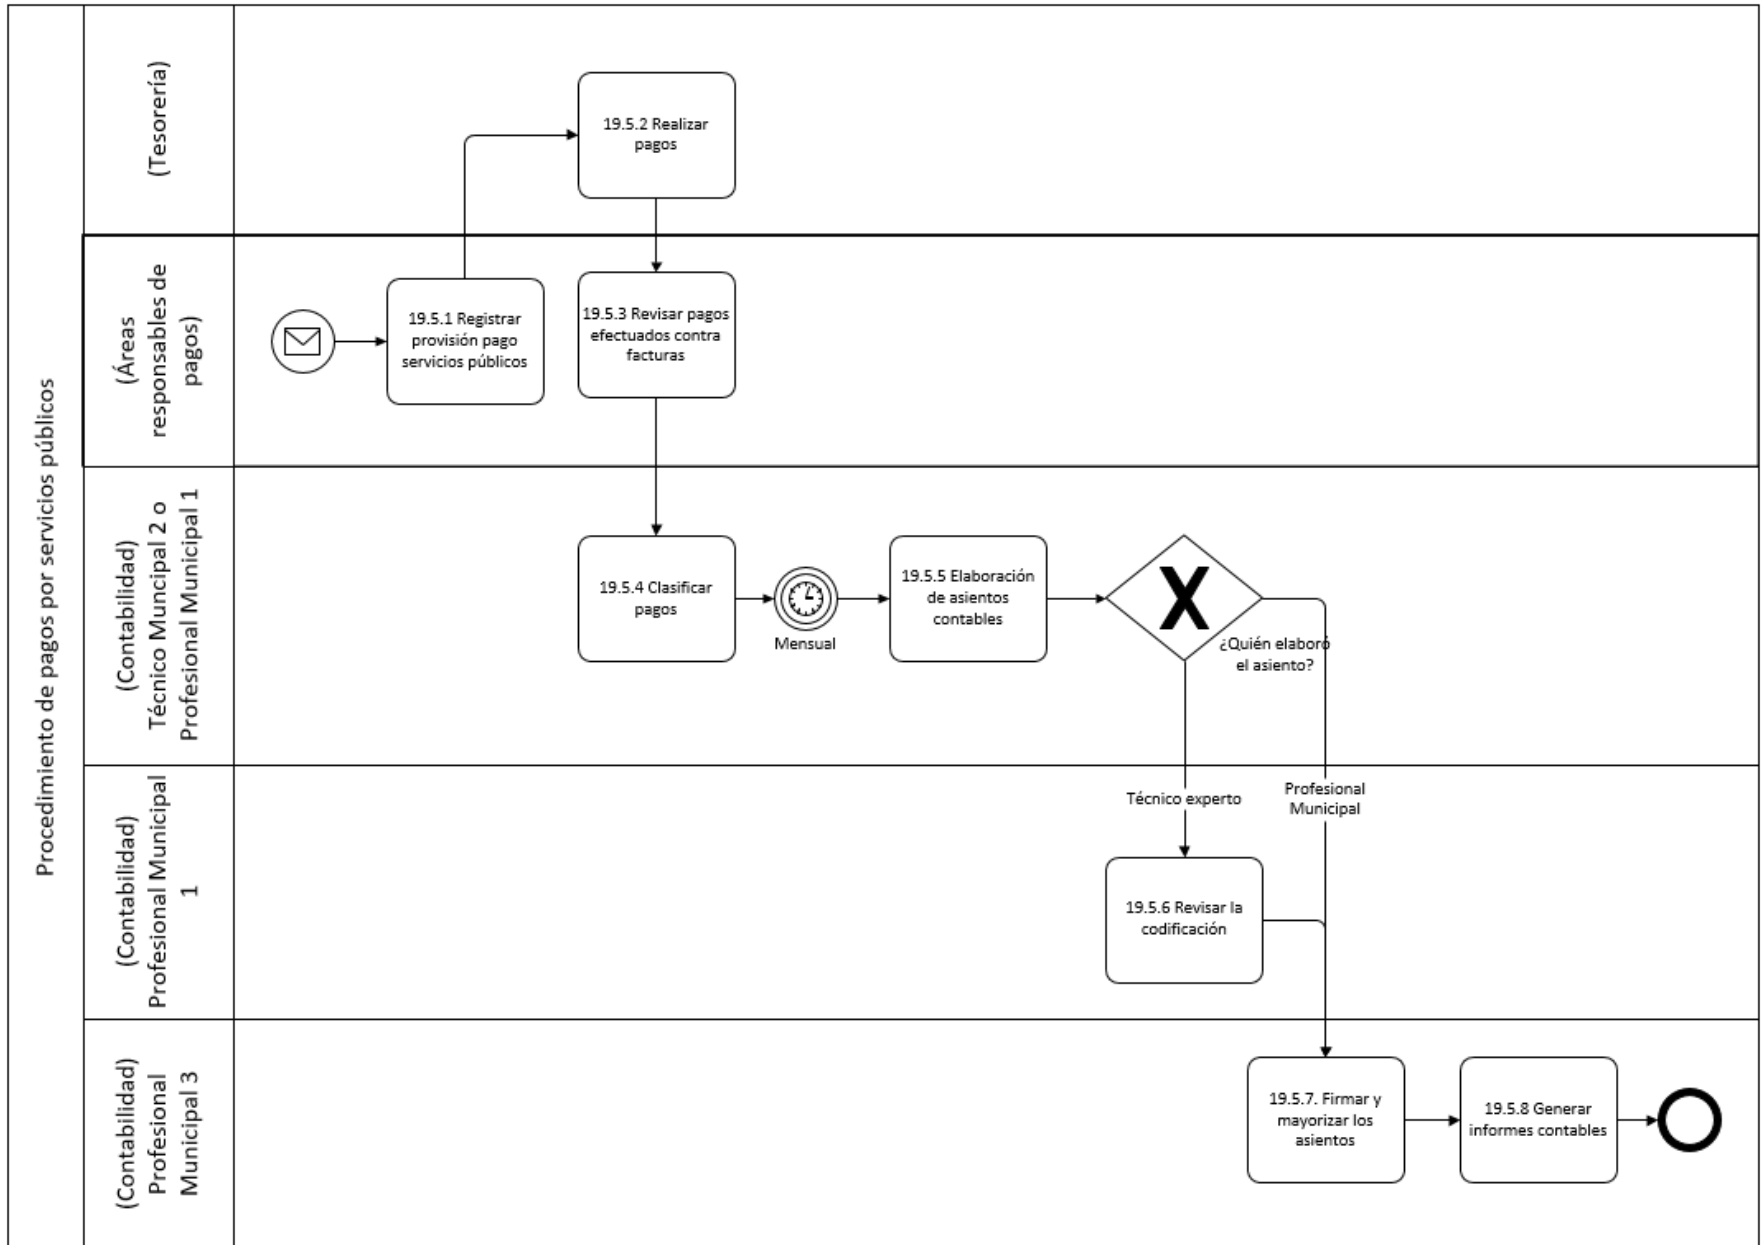 Procedimiento de pagos por servicios públicos
(Tesorería)
19.5.2 Realizar
pagos
(Áreas
responsables de
pagos)
19.5.1 Registrar
provisión pago
servicios públicos
19.5.3 Revisar pagos
efectuados contra
facturas
(Contabilidad)
Técnico Muncipal 2 o
Profesional Municipal 1
19.5.4 Clasificar
pagos
Mensual
19.5.5 Elaboración
de asientos
contables
X
¿Quién elaboró
el asiento?
(Contabilidad)
Profesional Municipal
1
Técnico experto
Profesional
Municipal
19.5.6 Revisar la
codificación
(Contabilidad)
Profesional
Municipal 3
19.5.7. Firmar y
mayorizar los
asientos
19.5.8 Generar
informes contables